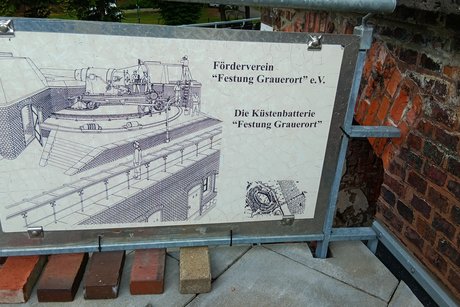 Förderverein
"Festung Grauerort" e.V.
Die Küstenbatterie
"Festung Grauerort"